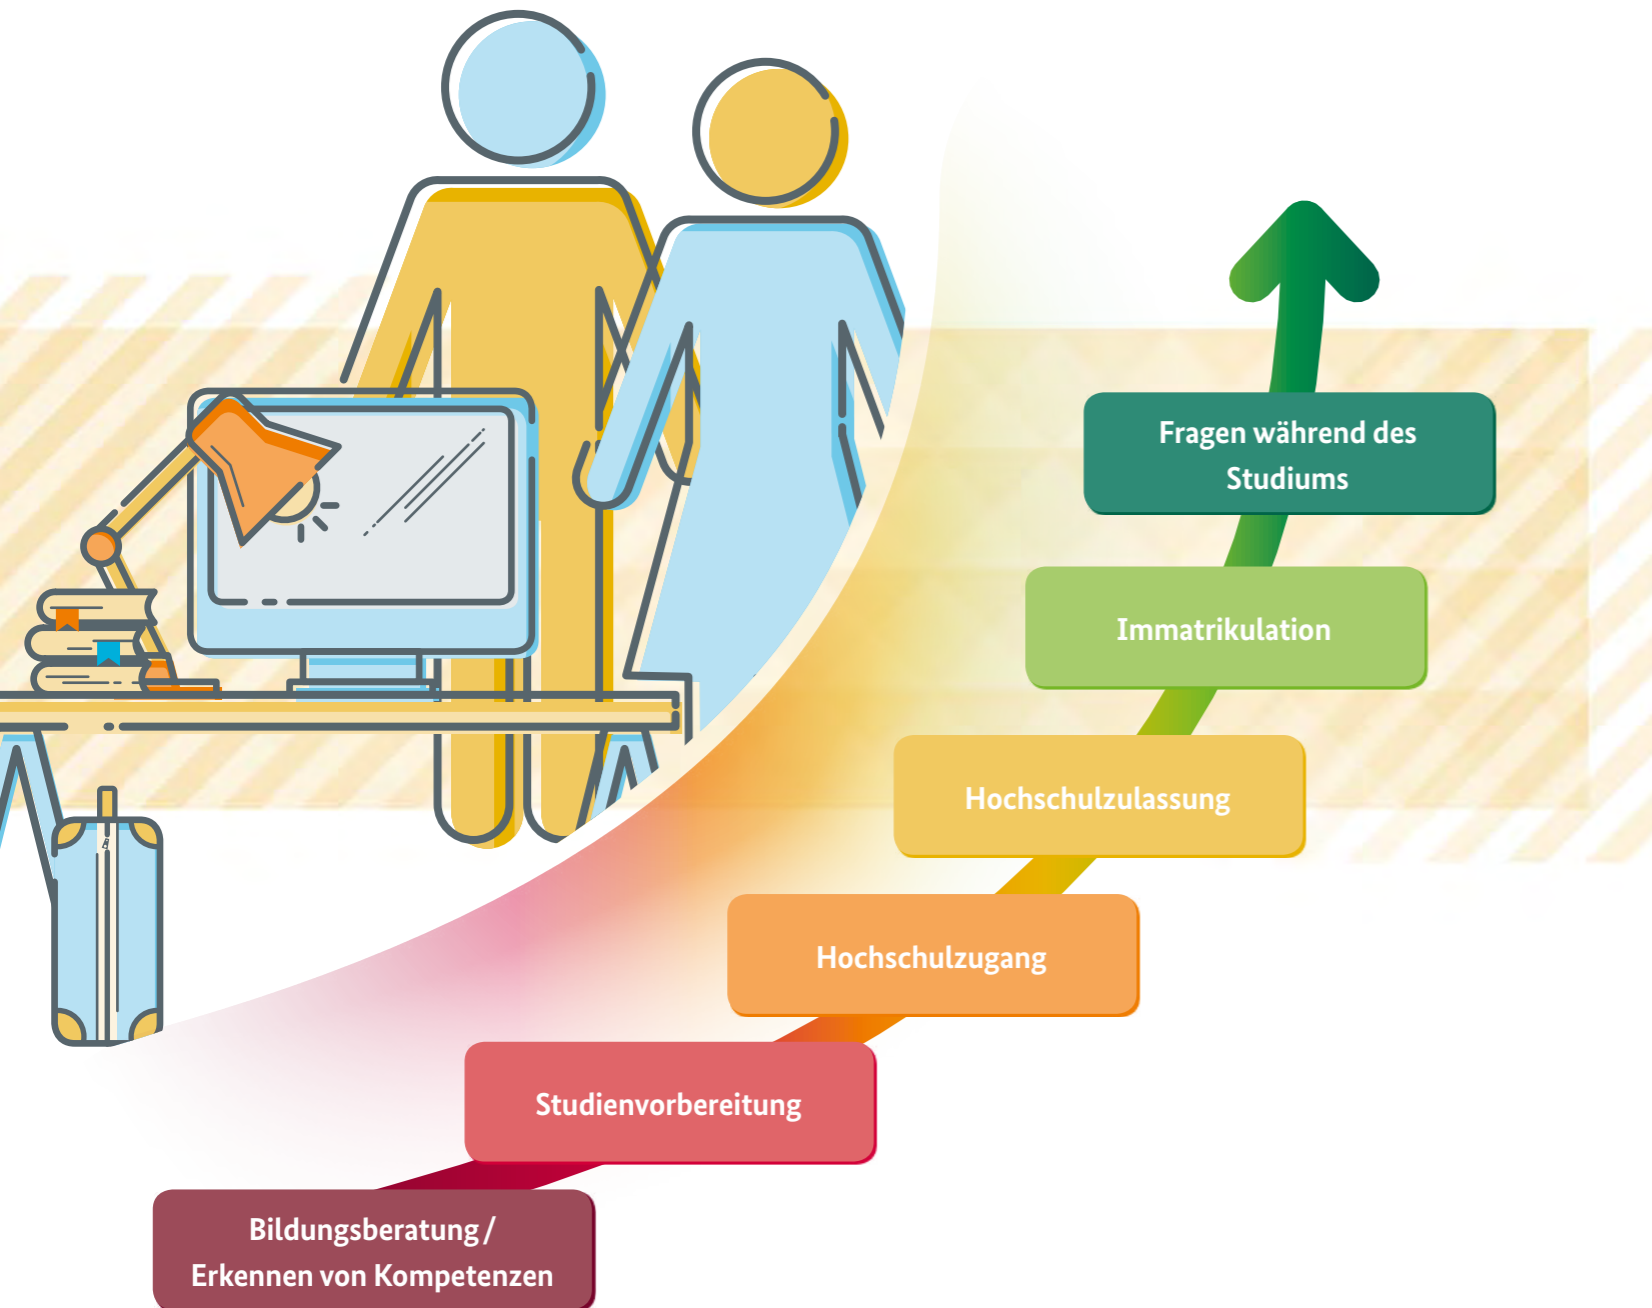 Fragen während des
Studiums
Immatrikulation
Hochschulzulassung
Hochschulzugang
Studienvorbereitung
Bildungsberatung /
Erkennen von Kompetenzen